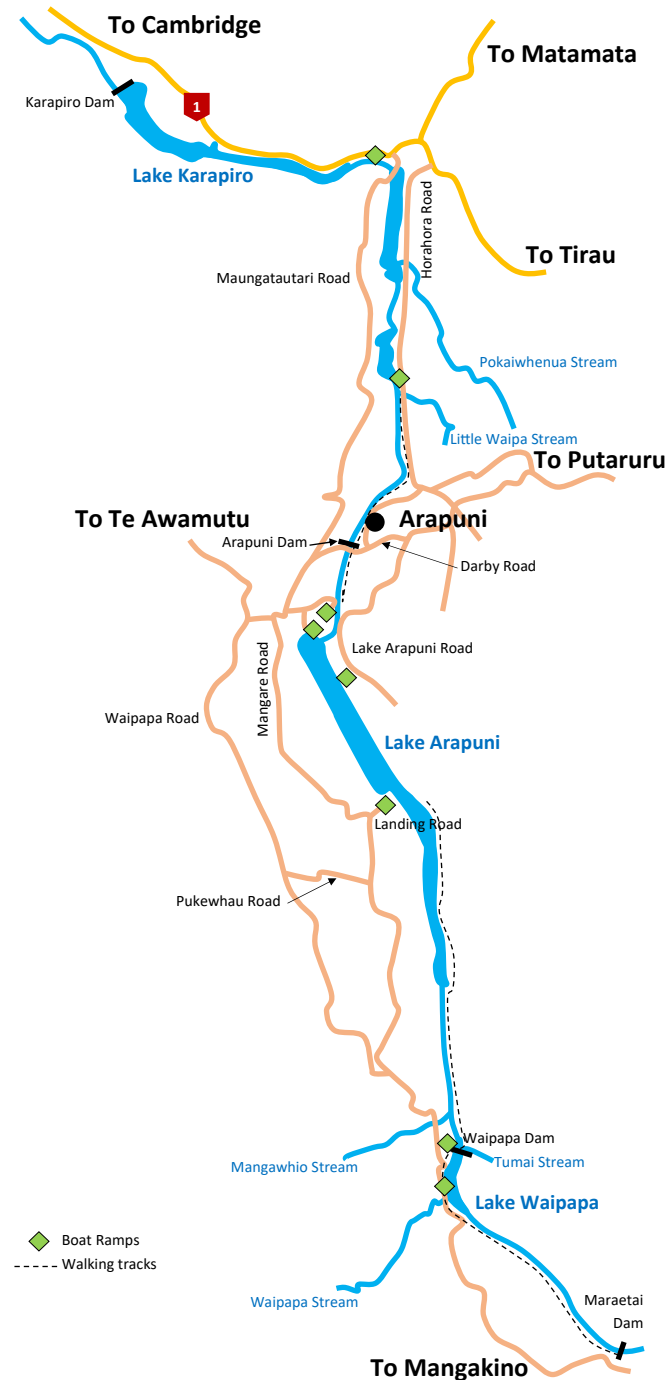 To Cambridge
To Matamata
Karapiro Dam
1
Lake Karapiro
Horahora Road
To Tirau
Maungatautari Road
Pokaiwhenua Stream
Little Waipa Stream
To Putaruru
To Te Awamutu
Arapuni
Arapuni Dam
Darby Road
Lake Arapuni Road
Mangare Road
Waipapa Road
Lake Arapuni
Landing Road
Pukewhau Road
Waipapa Dam
Mangawhio Stream
Tumai Stream
Lake Waipapa
Boat Ramps
Walking tracks
Waipapa Stream
Maraetai
Dam
To Mangakino